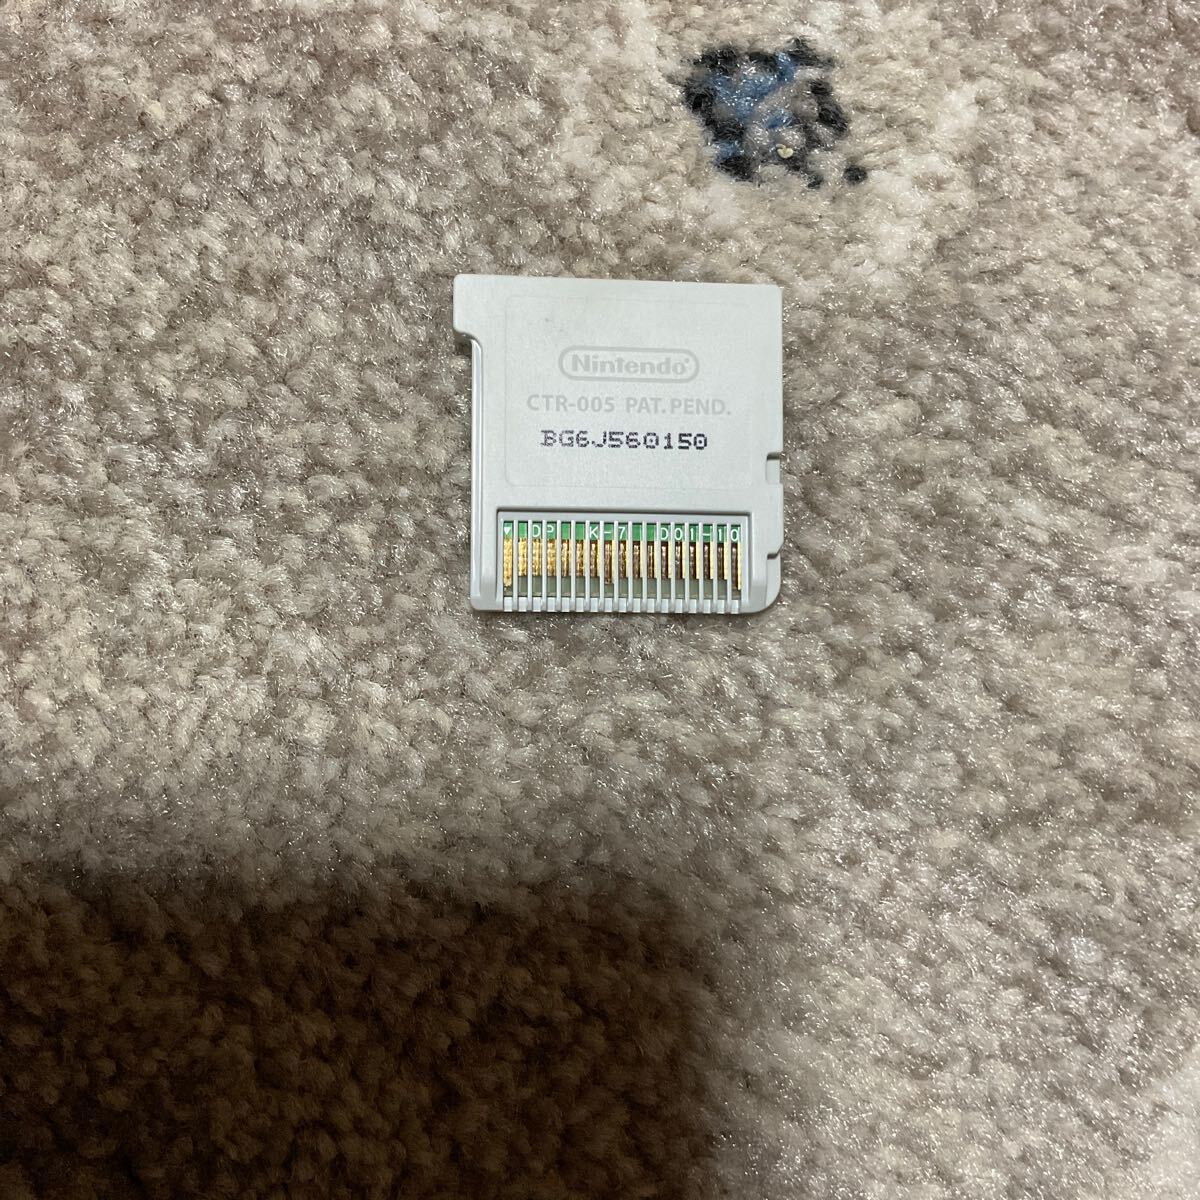 Nintendo
CTR-005 PAT. PEND.
BG6J560150
DP K-7 D01-10